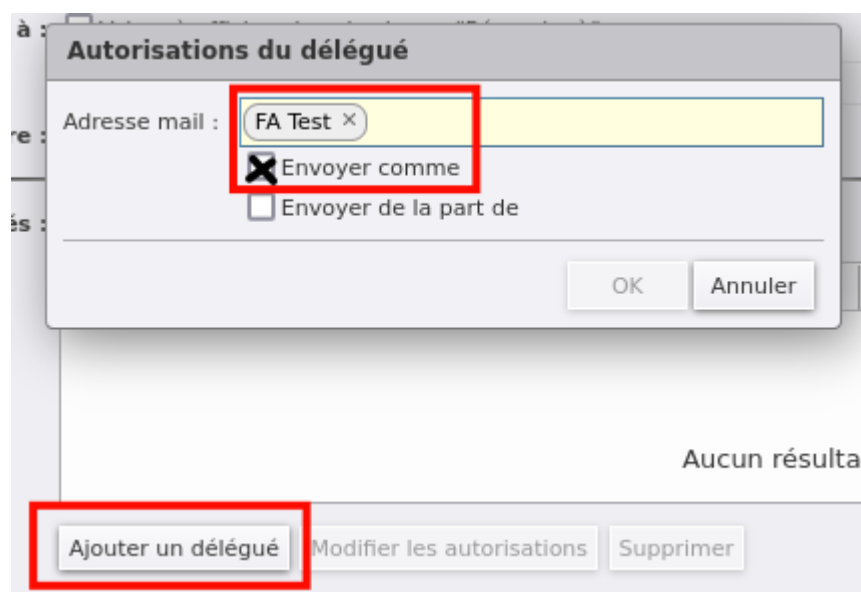 à :
Autorisations du délégué
Adresse mail : FA Test ×
re :
Envoyer comme
Envoyer de la part de
és :
OK Annuler
Aucun résulta
Ajouter un délégué Modifier les autorisations Supprimer